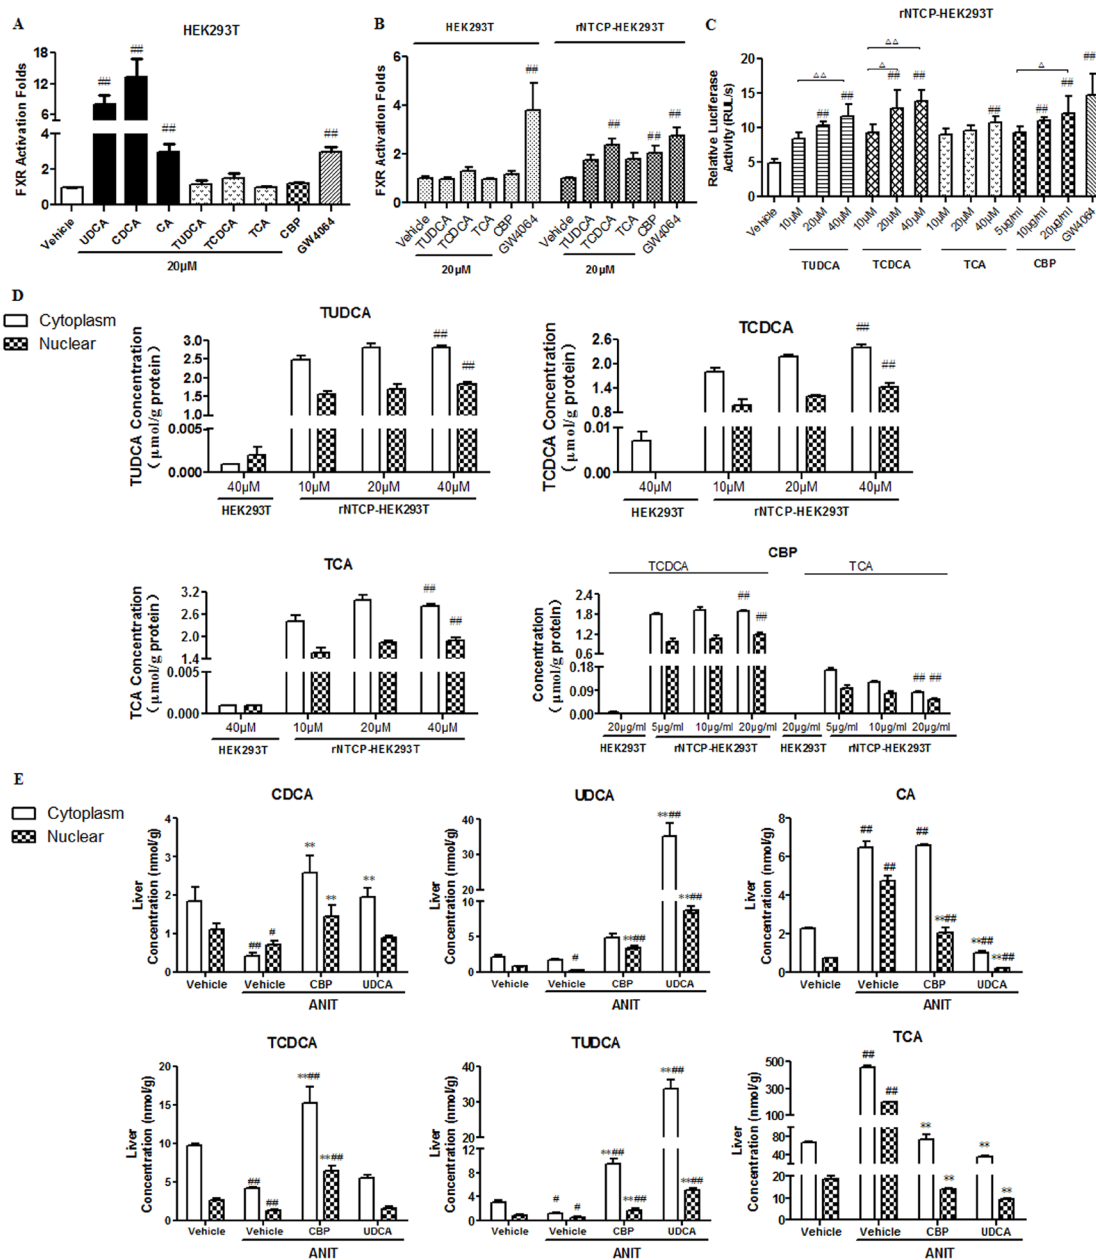 A
HEK293T
FXR Activation Folds
18
12
6
4
2
0
##
##
##
##
Vehicle
UDCA
CDCA
CA
TUDCA
TCDCA
TCA
CBP
GW4064
20μM
B
HEK293T
rNTCP-HEK293T
FXR Activation Folds
6
4
2
0
##
##
##
##
Vehicle
TUDCA
TCDCA
TCA
CBP
GW4064
Vehicle
TUDCA
TCDCA
TCA
CBP
GW4064
20μM
20μM
C
rNTCP-HEK293T
Relative Luciferase
Activity (RUL/s)
20
15
10
5
0
△△
△△
△
△
##
##
##
##
##
##
##
##
Vehicle
10μM
20μM
40μM
10μM
20μM
40μM
10μM
20μM
40μM
5μg/ml
10μg/ml
20μg/ml
GW4064
TUDCA
TCDCA
TCA
CBP
D
Cytoplasm
Nuclear
TUDCA
TUDCA Concentration
( μmol/g protein)
3.0
2.5
2.0
1.5
1.0
0.005
0.000
##
##
40μM
10μM
20μM
40μM
HEK293T
rNTCP-HEK293T
TCDCA
TCDCA Concentration
( μmol/g protein)
2.6
2.0
1.4
0.8
0.01
0.00
##
##
40μM
10μM
20μM
40μM
HEK293T
rNTCP-HEK293T
TCA
TCA Concentration
( μmol/g protein)
3.2
2.6
2.0
1.4
0.005
0.000
##
##
40μM
10μM
20μM
40μM
HEK293T
rNTCP-HEK293T
CBP
TCDCA
TCA
Concentration
( μmol/g protein)
2.4
1.8
1.2
0.6
0.18
0.09
0.00
##
##
## ##
20μg/ml
5μg/ml
10μg/ml
20μg/ml
20μg/ml
5μg/ml
10μg/ml
20μg/ml
HEK293T
rNTCP-HEK293T
HEK293T
rNTCP-HEK293T
E
Cytoplasm
Nuclear
CDCA
Liver
Concentration (nmol/g)
4
3
2
1
0
##
#
**
**
**
Vehicle
Vehicle
CBP
UDCA
ANIT
UDCA
Liver
Concentration (nmol/g)
40
30
20
10
10
5
0
#
**##
**##
**##
Vehicle
Vehicle
CBP
UDCA
ANIT
CA
Liver
Concentration (nmol/g)
6
4
2
0
##
##
##
**##
**##
**##
Vehicle
Vehicle
CBP
UDCA
ANIT
TCDCA
Liver
Concentration (nmol/g)
20
15
10
5
0
##
##
**##
**##
Vehicle
Vehicle
CBP
UDCA
ANIT
TUDCA
Liver
Concentration (nmol/g)
40
30
20
12
8
4
0
#
#
**##
**##
**##
**##
Vehicle
Vehicle
CBP
UDCA
ANIT
TCA
Liver
Concentration (nmol/g)
500
300
100
80
40
20
10
0
##
##
**
**
**
**
Vehicle
Vehicle
CBP
UDCA
ANIT